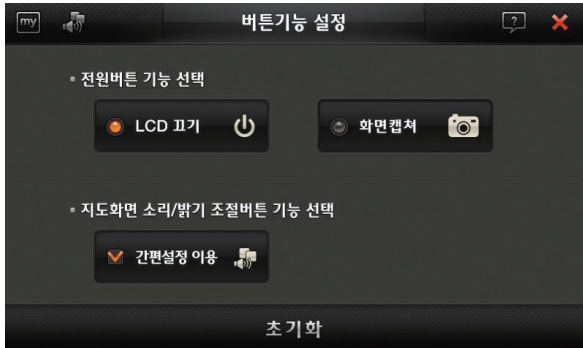 my 버튼기능 설정 ?
전원버튼 기능 선택
LCD 끄기 화면캡쳐
지도화면 소리/밝기 조절버튼 기능 선택
간편설정 이용
초기화